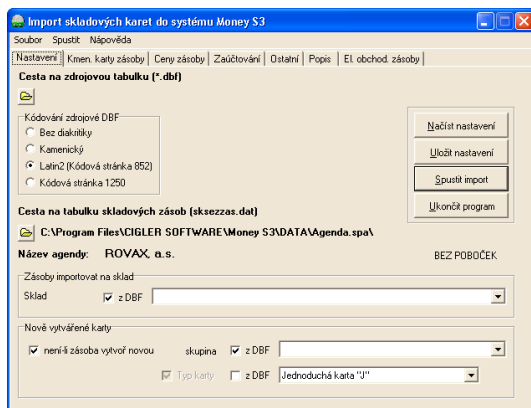 Import skladových karet do systému Money S3
Soubor Spustit Nápověda
Nastavení Kmen. karty zásoby Ceny zásoby Zaúčtování Ostatní Popis El. obchod. zásoby
Cesta na zdrojovou tabulku (*.dbf)
Kódování zdrojové DBF
Bez diakritiky
Kamenický
Latin2 (Kódová stránka 852)
Kódová stránka 1250
Načíst nastavení
Uložit nastavení
Spustit import
Ukončit program
Cesta na tabulku skladových zásob (sksezzas.dat)
C:\Program Files\CIGLER SOFTWARE\Money S3\DATA\Agenda.spa\
Název agendy: ROVAX, a.s. BEZ POBOČEK
Zásoby importovat na sklad
Sklad z DBF
Nově vytvářené karty
není-li zásoba vytvoř novou skupina z DBF
Typ karty z DBF Jednoduchá karta "J"